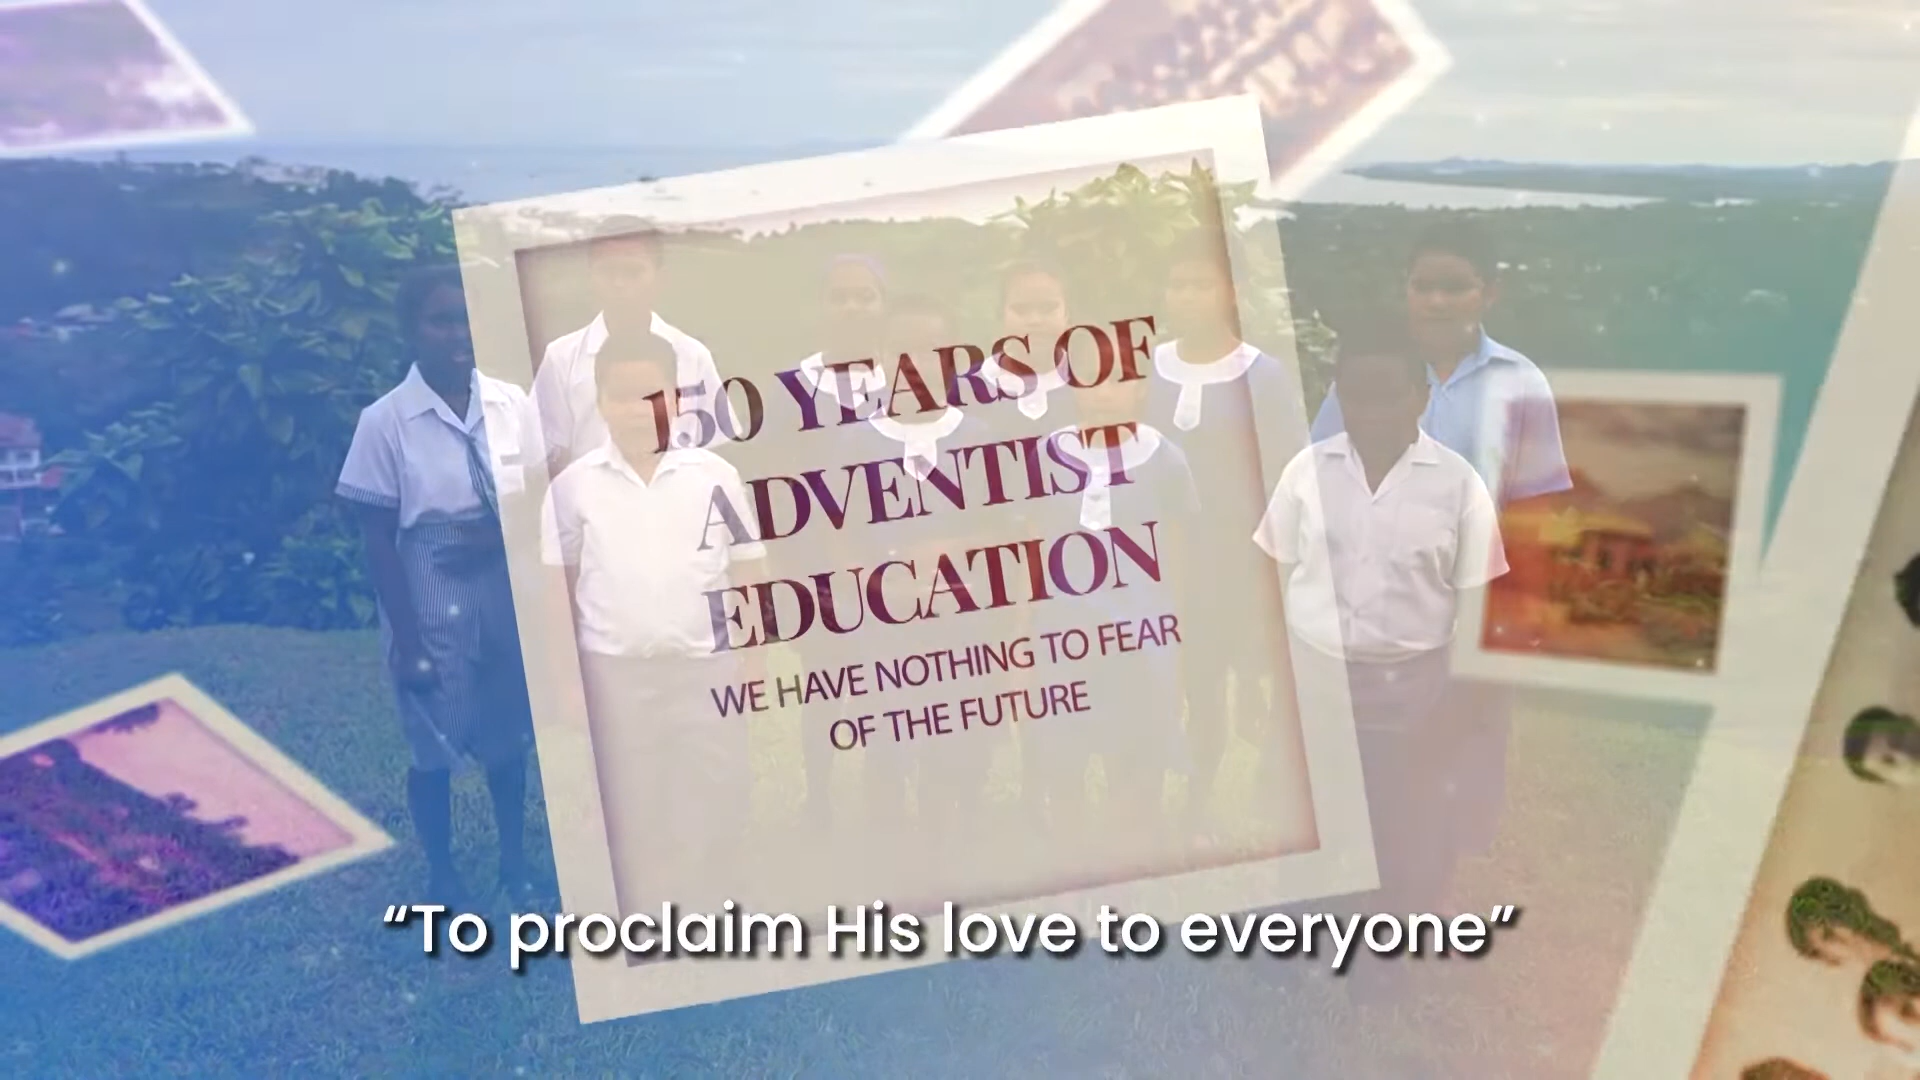 150 YEARS OF
ADVENTIST
EDUCATION
WE HAVE NOTHING TO FEAR
OF THE FUTURE
“To proclaim His love to everyone”